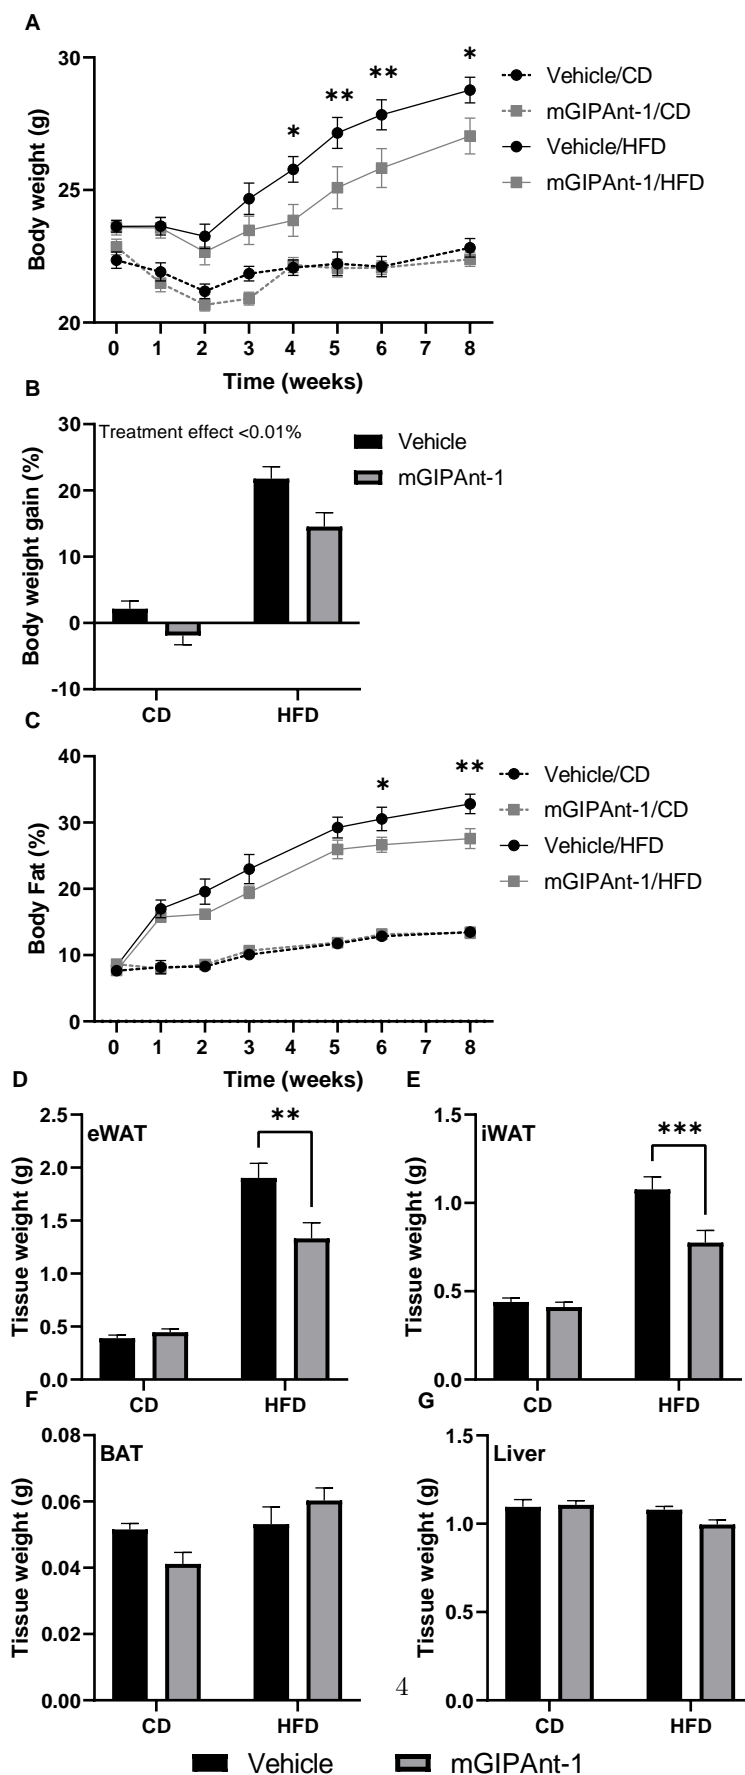 A
Body weight (g)
30
25
20
* ** ** *
Vehicle/CD
mGIPAnt-1/CD
Vehicle/HFD
mGIPAnt-1/HFD
0 1 2 3 4 5 6 7 8
Time (weeks)
B
Body weight gain (%)
30
20
10
0
-10
Treatment effect <0.01%
Vehicle
mGIPAnt-1
CD HFD
C
Body Fat (%)
40
30
20
10
0
* **
Vehicle/CD
mGIPAnt-1/CD
Vehicle/HFD
mGIPAnt-1/HFD
0 1 2 3 4 5 6 7 8
Time (weeks)
D
Tissue weight (g)
2.5
2.0
1.5
1.0
0.5
0.0
eWAT
**
CD HFD
E
Tissue weight (g)
1.5
1.0
0.5
0.0
iWAT
***
CD HFD
F
Tissue weight (g)
0.08
0.06
0.04
0.02
0.00
BAT
CD HFD
G
Tissue weight (g)
1.5
1.0
0.5
0.0
Liver
CD HFD
4
Vehicle mGIPAnt-1